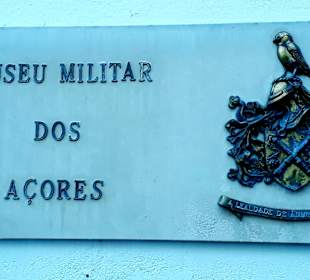 USEU MILITAR
DOS
AÇORES
A LEALDADE DE